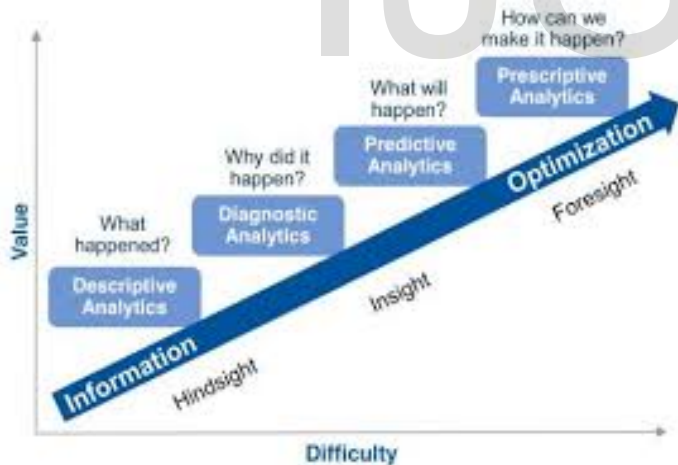 How can we
make it happen?
Prescriptive
Analytics
What will
happen?
Predictive
Analytics
Why did it
happen?
Diagnostic
Analytics
What
happened?
Descriptive
Analytics
Value
Information
Optimization
Hindsight
Insight
Foresight
Difficulty